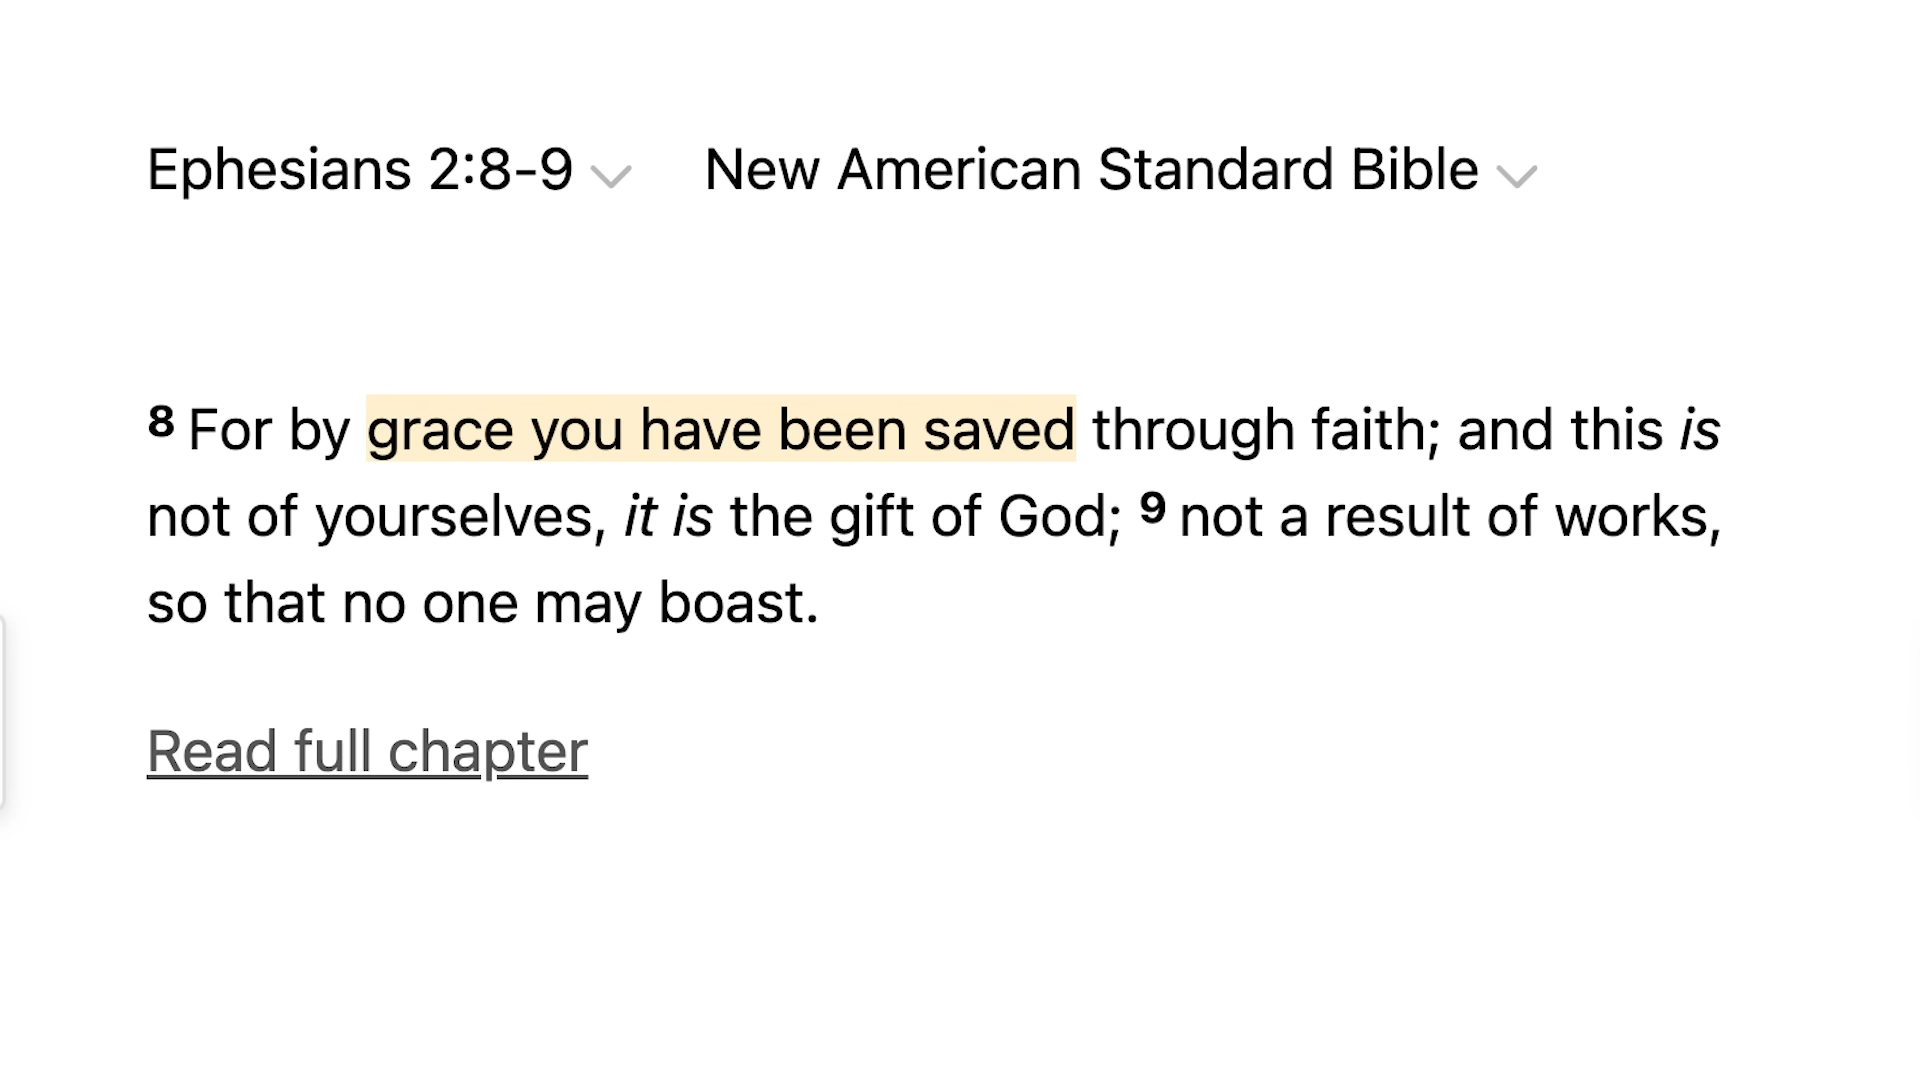 Ephesians 2:8-9 New American Standard Bible
8 For by grace you have been saved through faith; and this is
not of yourselves, it is the gift of God; 9 not a result of works,
so that no one may boast.
Read full chapter